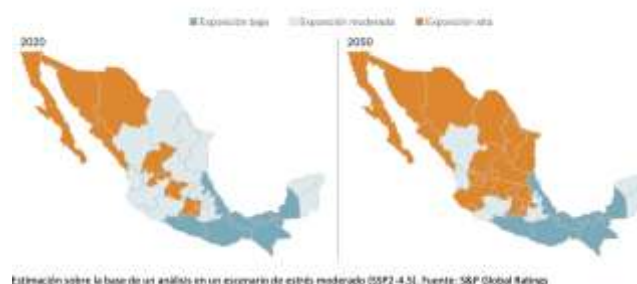 Exposición baja Exposición moderada Exposición alta
2020 2050
Estimación sobre la base de un análisis en un escenario de estrés moderado (SSP2-4.5). Fuente: S&P Global Ratings